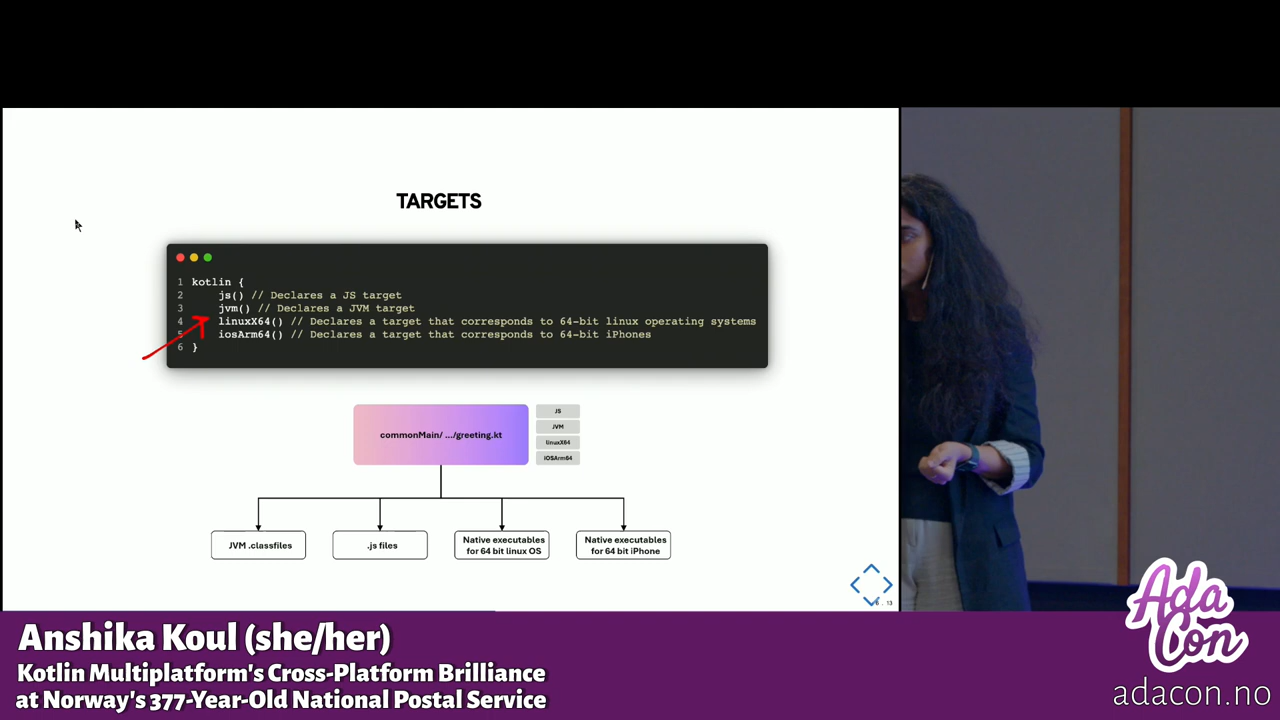 TARGETS
1 kotlin {
2 js() // Declares a JS target
3 jvm() // Declares a JVM target
4 linuxX64() // Declares a target that corresponds to 64-bit linux operating systems
5 iosArm64() // Declares a target that corresponds to 64-bit iPhones
6 }
commonMain/ .../greeting.kt
JS
JVM
linuxX64
iOSArm64
JVM .classfiles
.js files
Native executables
for 64 bit linux OS
Native executables
for 64 bit iPhone
Anshika Koul (she/her)
Kotlin Multiplatform's Cross-Platform Brilliance
at Norway's 377-Year-Old National Postal Service
Ada
Con
adacon.no